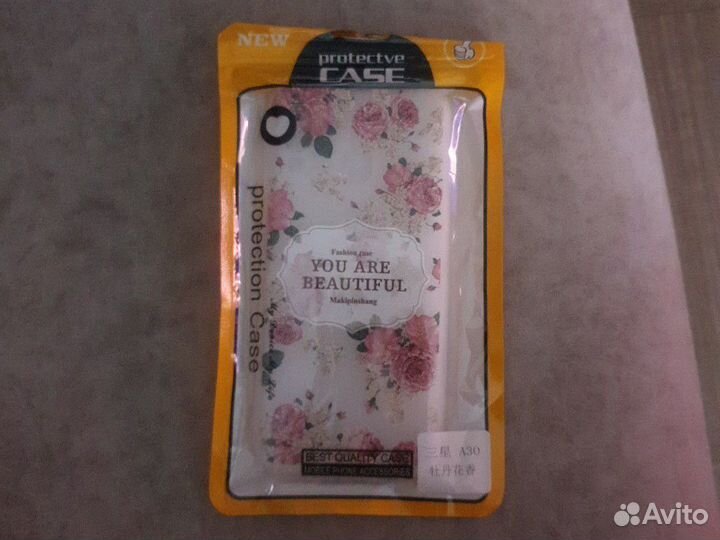 NEW
protectve
CASE
protection Case
Fashion case
YOU ARE
BEAUTIFUL
Makipinshang
BEST QUALITY CASE
MOBILE PHONE ACCESSORIES
三星 A30
牡丹花香
Avito